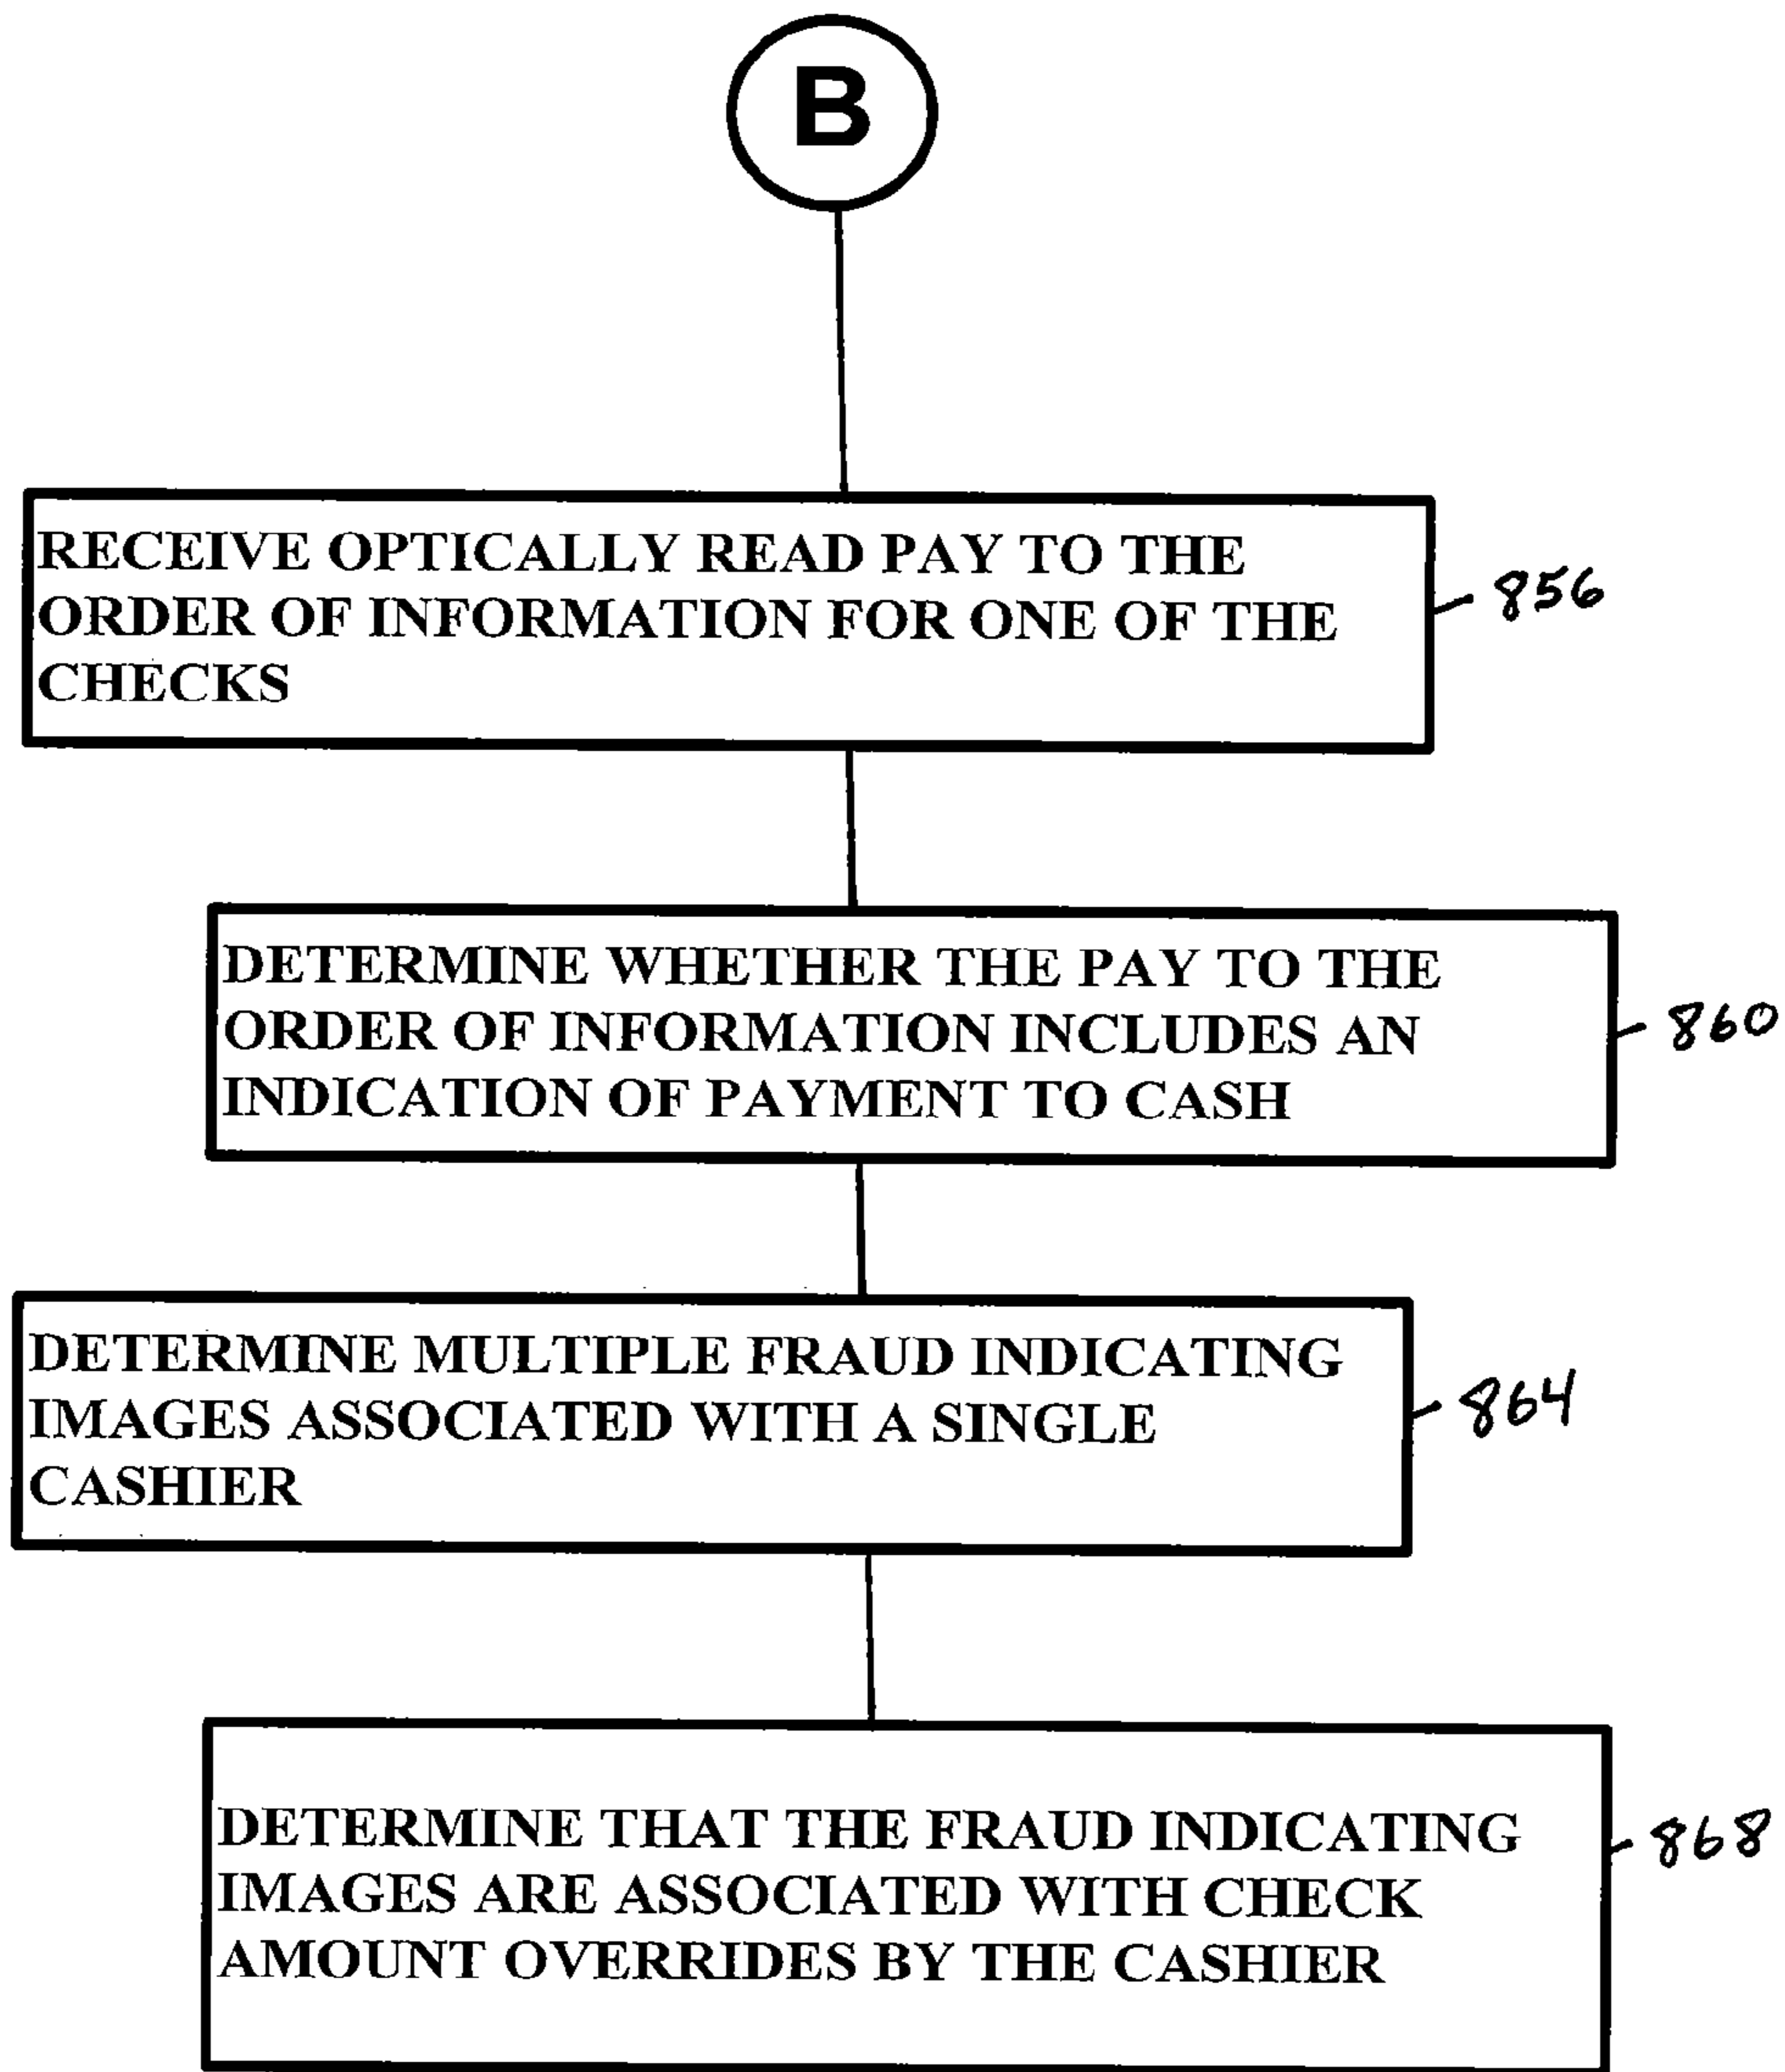 B
RECEIVE OPTICALLY READ PAY TO THE
ORDER OF INFORMATION FOR ONE OF THE
CHECKS
856
DETERMINE WHETHER THE PAY TO THE
ORDER OF INFORMATION INCLUDES AN
INDICATION OF PAYMENT TO CASH
860
DETERMINE MULTIPLE FRAUD INDICATING
IMAGES ASSOCIATED WITH A SINGLE
CASHIER
864
DETERMINE THAT THE FRAUD INDICATING
IMAGES ARE ASSOCIATED WITH CHECK
AMOUNT OVERRIDES BY THE CASHIER
868